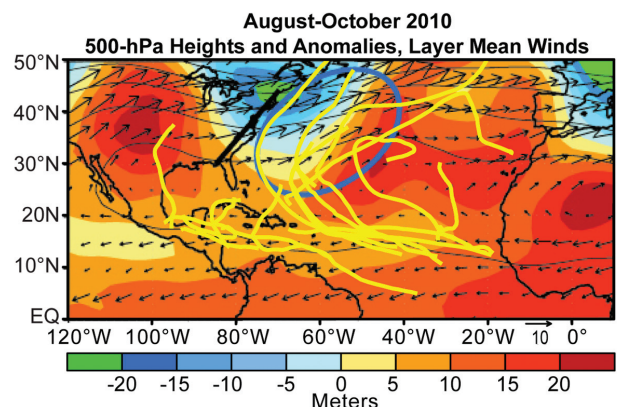 August-October 2010
500-hPa Heights and Anomalies, Layer Mean Winds
50°N
40°N
30°N
20°N
10°N
EQ
120°W 100°W 80°W 60°W 40°W 20°W 10 0°
-20 -15 -10 -5 0 5 10 15 20
Meters